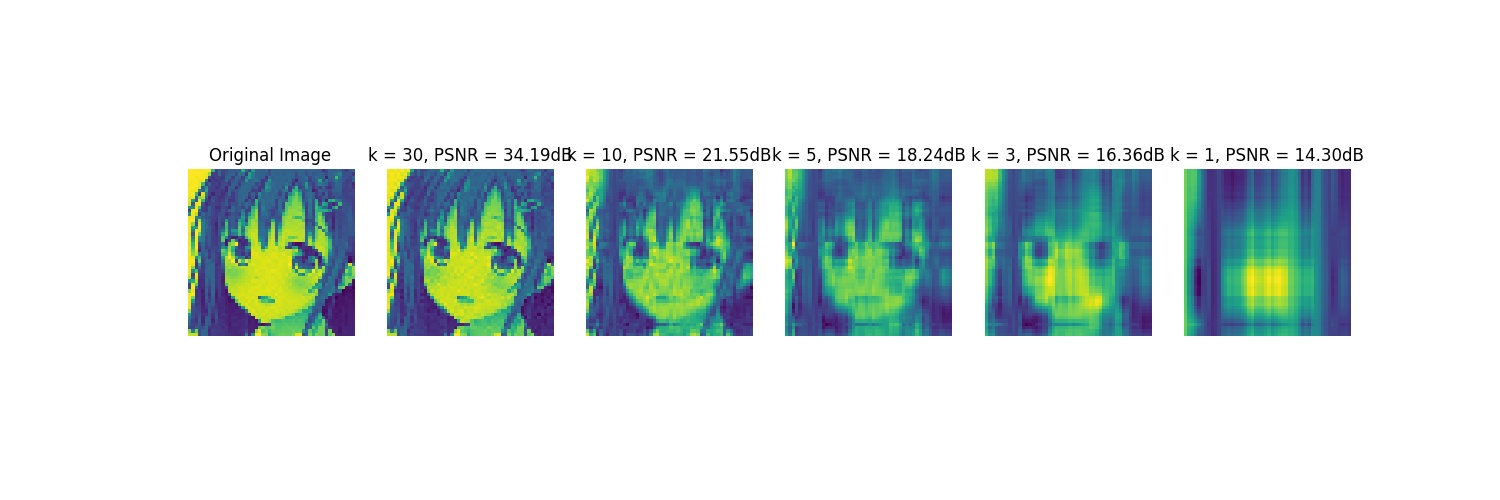 Original Image
k = 30, PSNR = 34.19dB
k = 10, PSNR = 21.55dB
k = 5, PSNR = 18.24dB
k = 3, PSNR = 16.36dB
k = 1, PSNR = 14.30dB